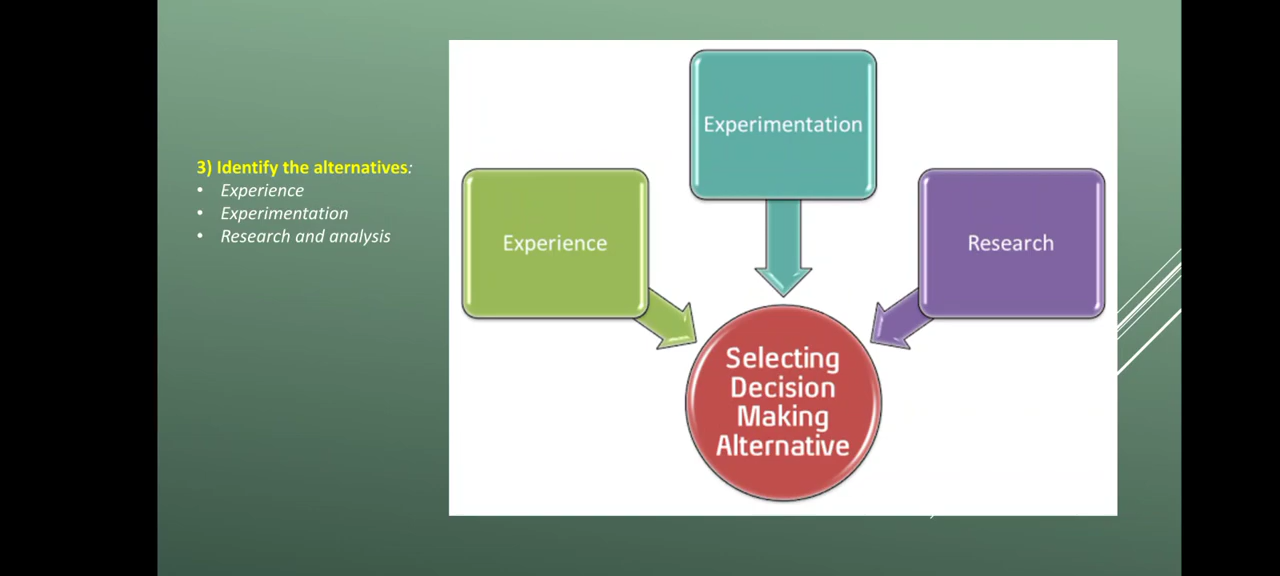 3) Identify the alternatives:
• Experience
• Experimentation
• Research and analysis
Experimentation
Experience
Research
Selecting
Decision
Making
Alternative